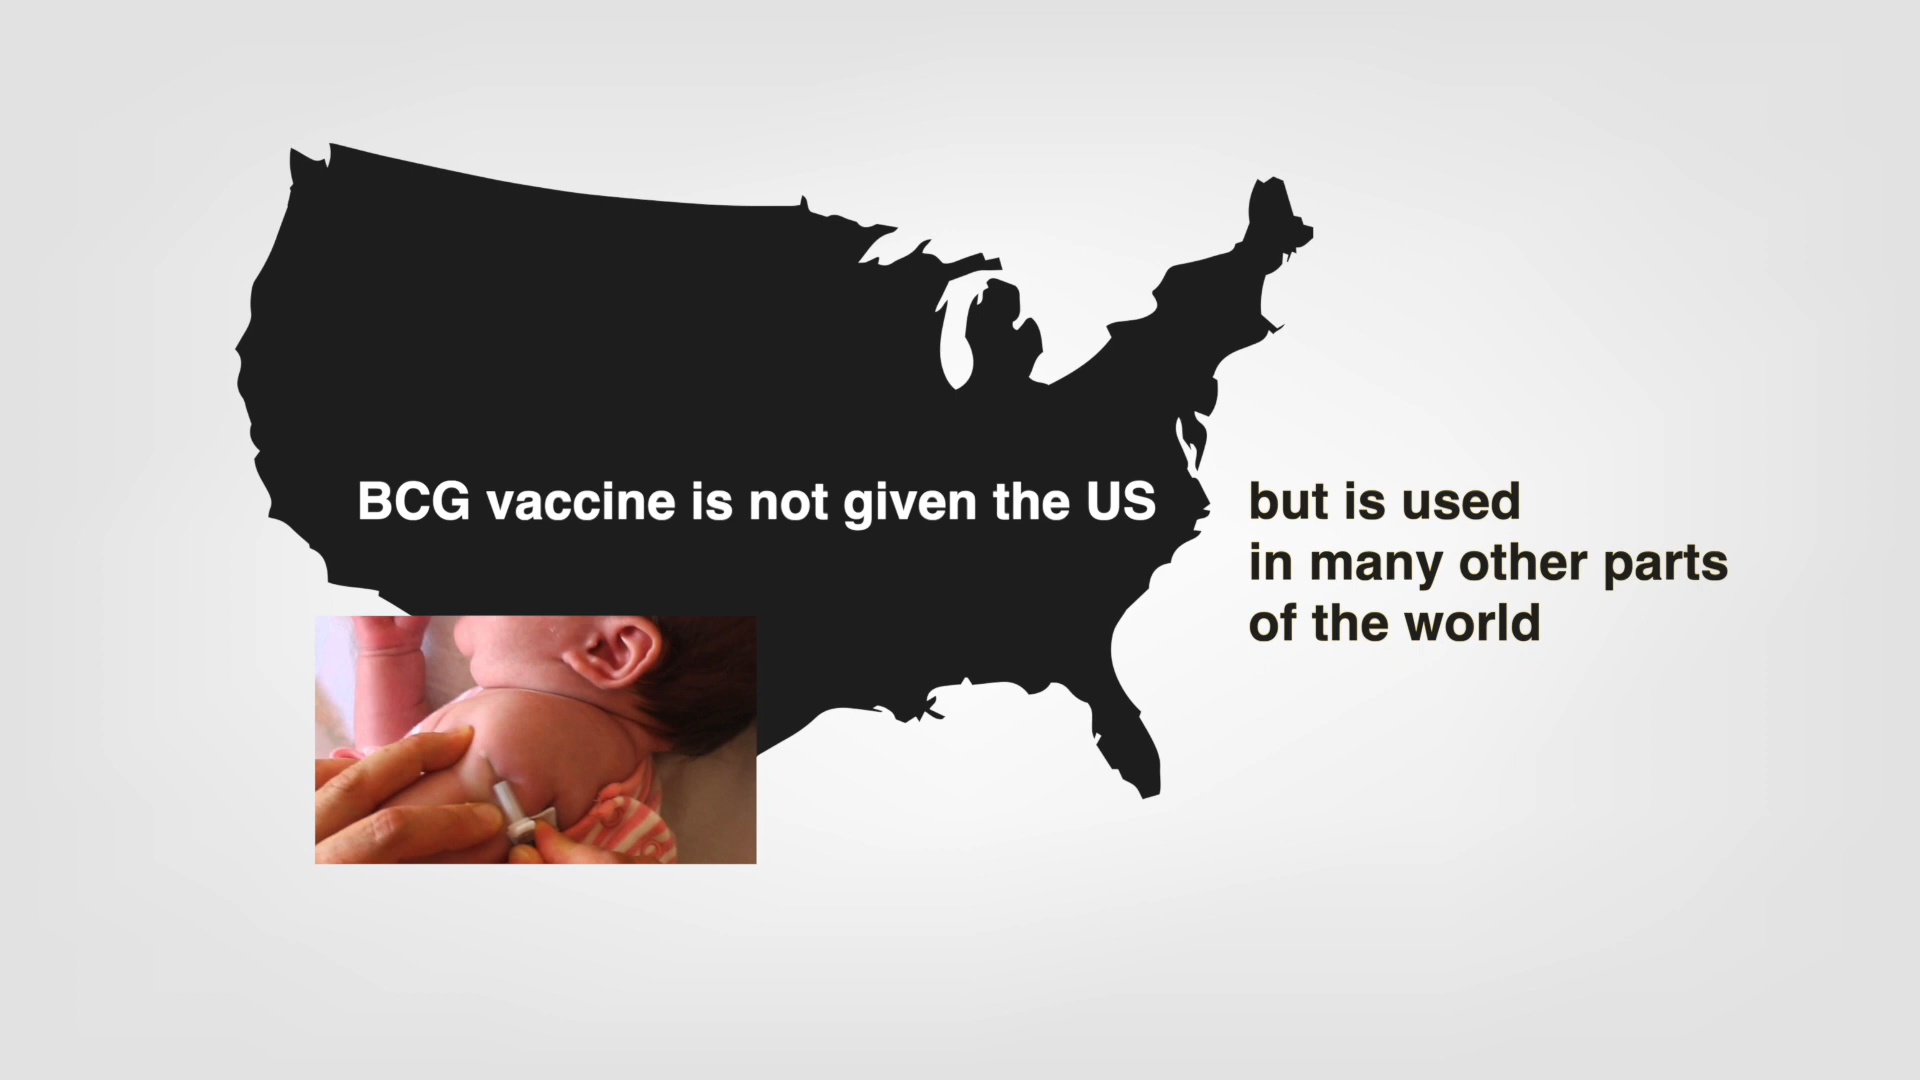 BCG vaccine is not given the US
but is used
in many other parts
of the world